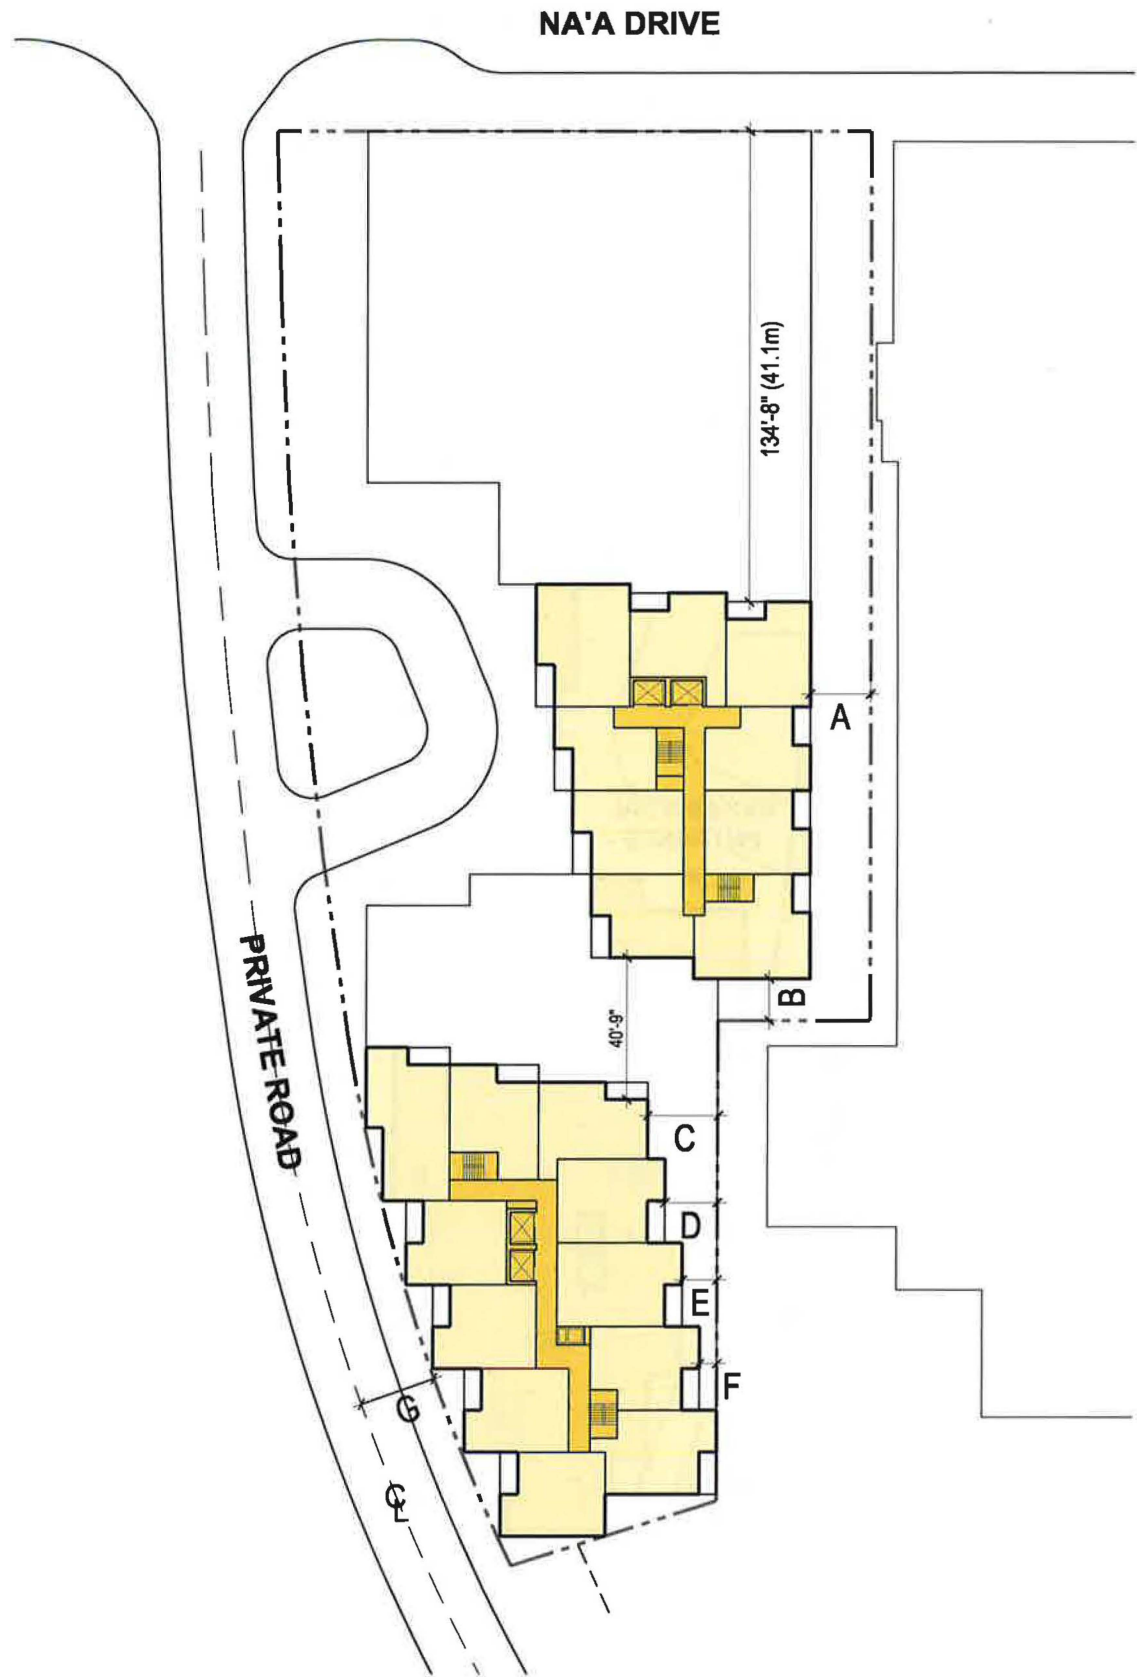 NA'A DRIVE
134'-8" (41.1m)
A
B
40'-9"
PRIVATE ROAD
C
D
E
F
G
CL